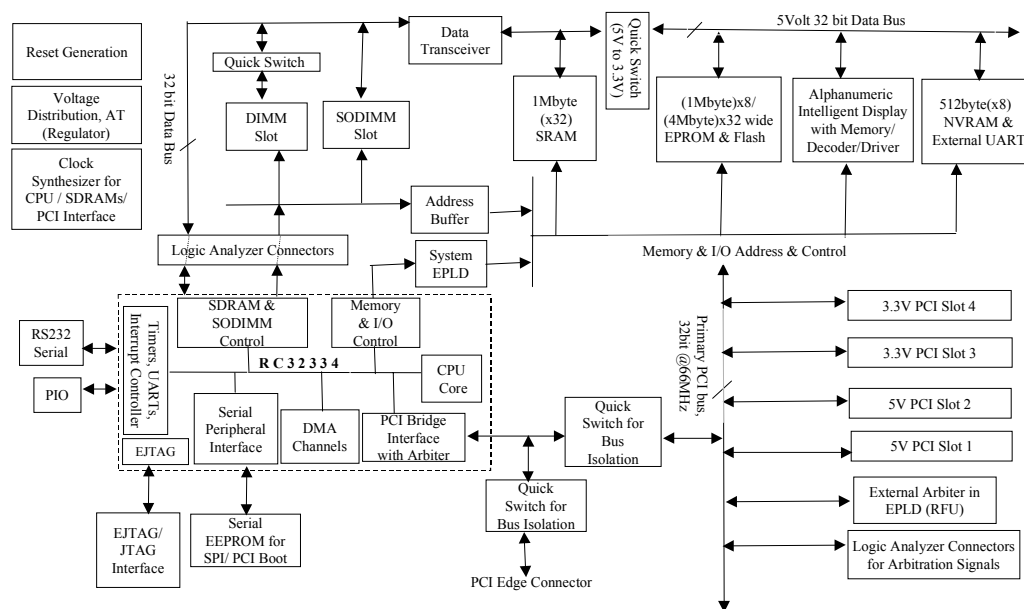 Reset Generation
Voltage
Distribution, AT
(Regulator)
Clock
Synthesizer for
CPU / SDRAMs/
PCI Interface
32 bit Data Bus
Quick Switch
DIMM
Slot
SODIMM
Slot
Data
Transceiver
Quick Switch
(5V to 3.3V)
5Volt 32 bit Data Bus
1Mbyte
(x32)
SRAM
(1Mbyte)x8/
(4Mbyte)x32 wide
EPROM & Flash
Alphanumeric
Intelligent Display
with Memory/
Decoder/Driver
512byte(x8)
NVRAM &
External UART
Address
Buffer
Logic Analyzer Connectors
System
EPLD
Memory & I/O Address & Control
RS232
Serial
PIO
Timers, UARTs,
Interrupt Controller
SDRAM &
SODIMM
Control
Memory
& I/O
Control
RC32334
CPU
Core
EJTAG
Serial
Peripheral
Interface
DMA
Channels
PCI Bridge
Interface
with Arbiter
EJTAG/
JTAG
Interface
Serial
EEPROM for
SPI/ PCI Boot
Quick
Switch for
Bus
Isolation
Quick
Switch for
Bus Isolation
PCI Edge Connector
Primary PCI bus,
32bit @66MHz
3.3V PCI Slot 4
3.3V PCI Slot 3
5V PCI Slot 2
5V PCI Slot 1
External Arbiter in
EPLD (RFU)
Logic Analyzer Connectors
for Arbitration Signals